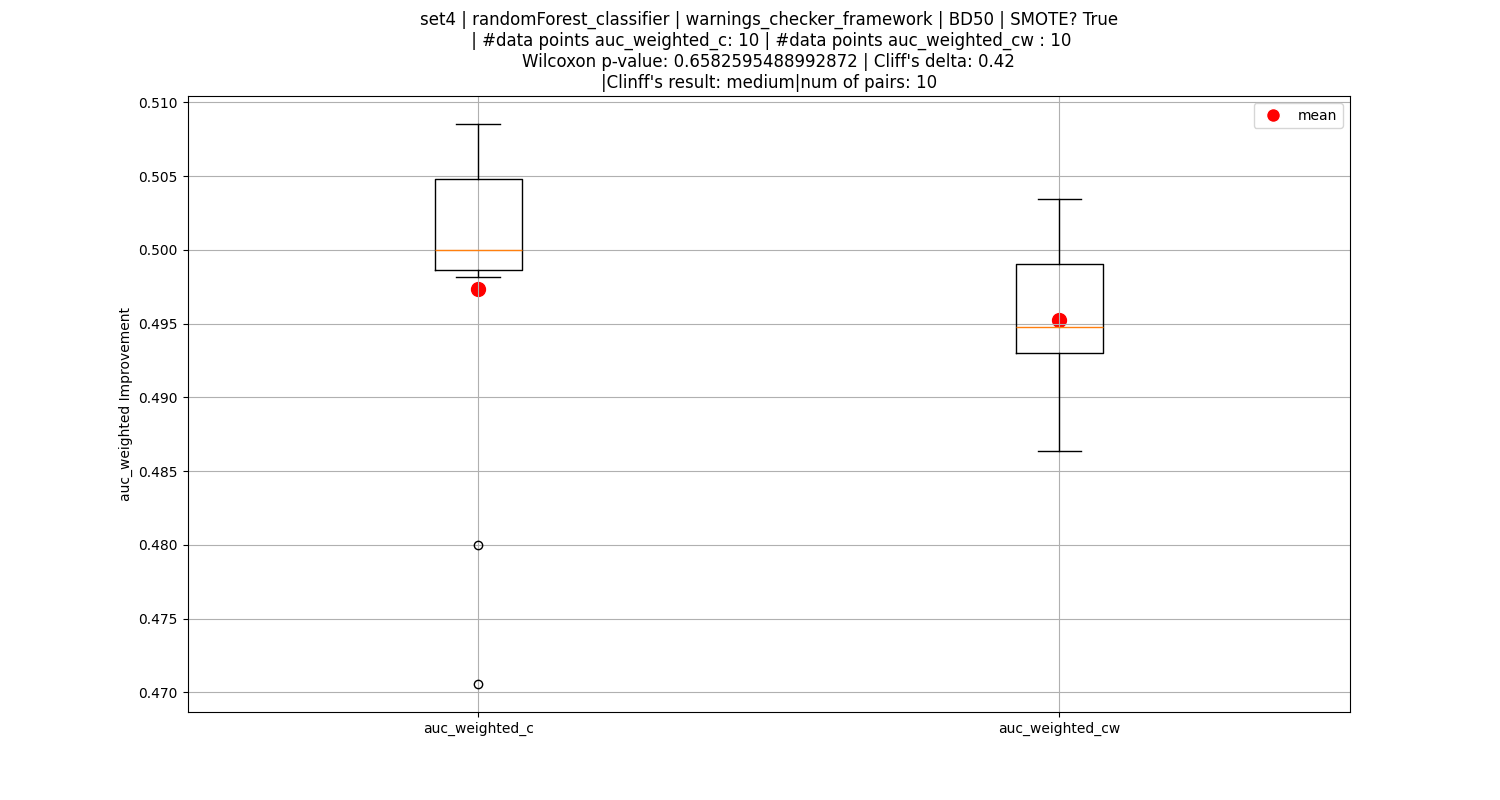 set4 | randomForest_classifier | warnings_checker_framework | BD50 | SMOTE? True
| #data points auc_weighted_c: 10 | #data points auc_weighted_cw : 10
Wilcoxon p-value: 0.6582595488992872 | Cliff's delta: 0.42
|Clinff's result: medium|num of pairs: 10
mean
auc_weighted Improvement
0.510
0.505
0.500
0.495
0.490
0.485
0.480
0.475
0.470
auc_weighted_c
auc_weighted_cw